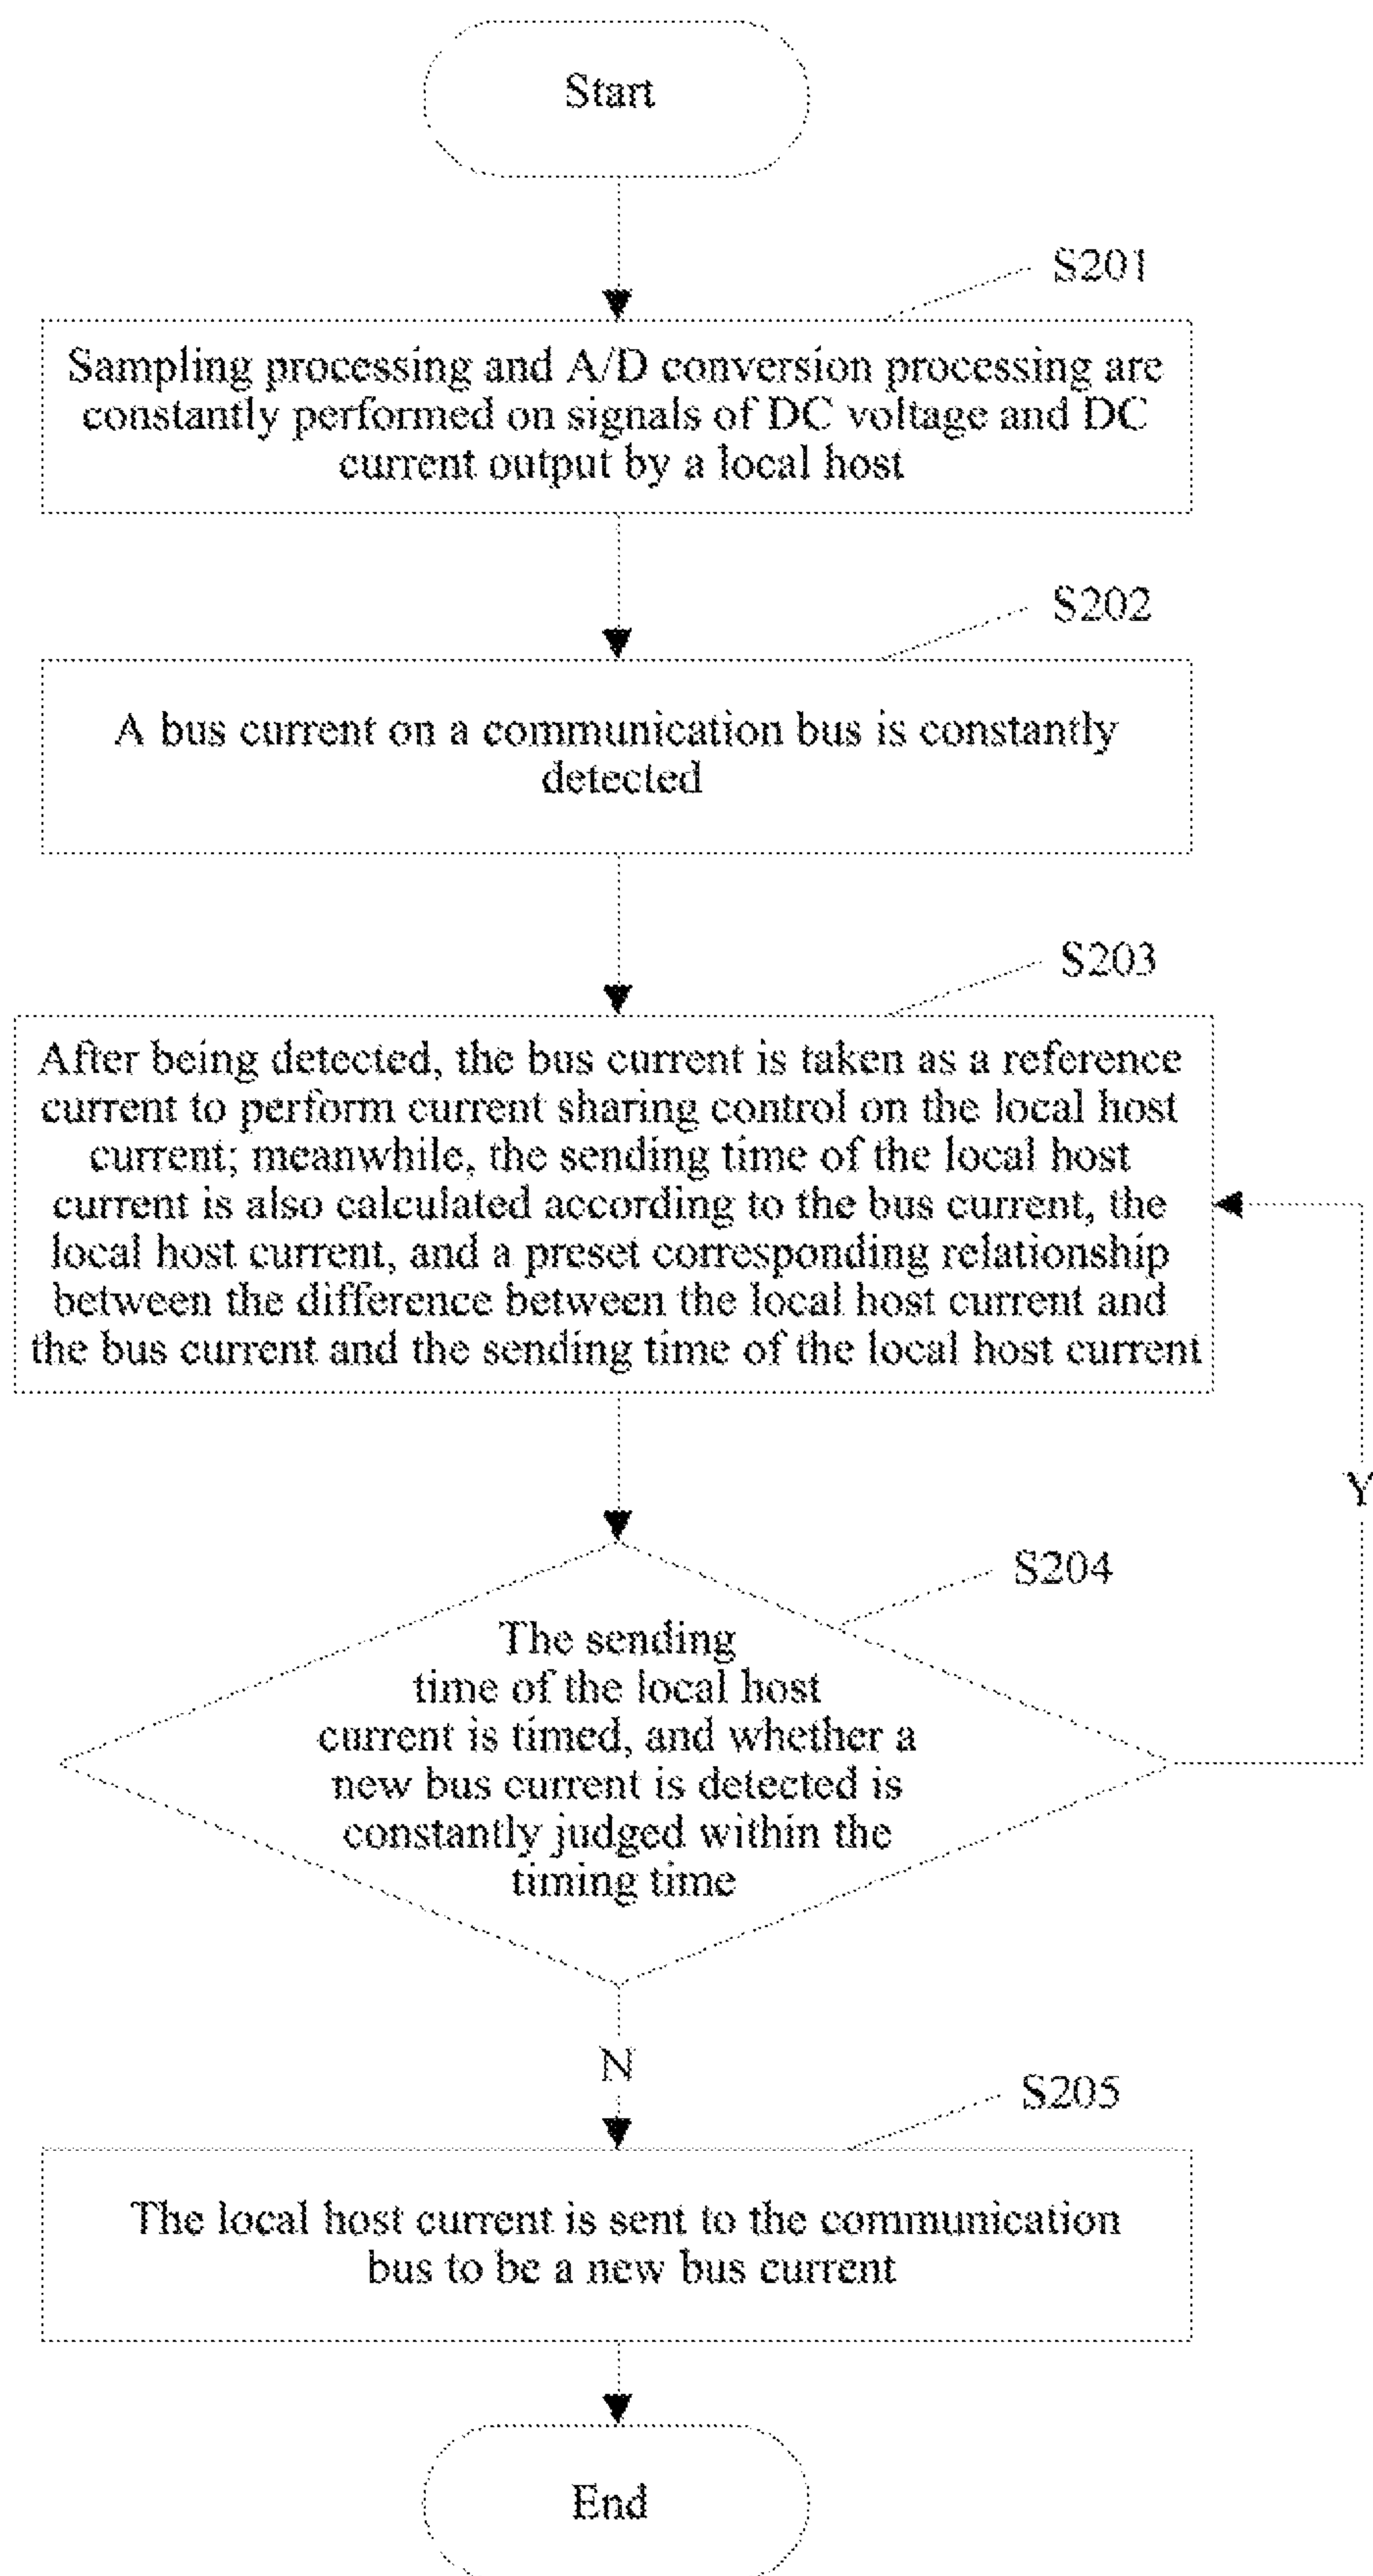 Start
S201
Sampling processing and A/D conversion processing are
constantly performed on signals of DC voltage and DC
current output by a local host
S202
A bus current on a communication bus is constantly
detected
S203
After being detected, the bus current is taken as a reference
current to perform current sharing control on the local host
current; meanwhile, the sending time of the local host
current is also calculated according to the bus current, the
local host current, and a preset corresponding relationship
between the difference between the local host current and
the bus current and the sending time of the local host current
Y
S204
The sending
time of the local host
current is timed, and whether a
new bus current is detected is
constantly judged within the
timing time
N
S205
The local host current is sent to the communication
bus to be a new bus current
End